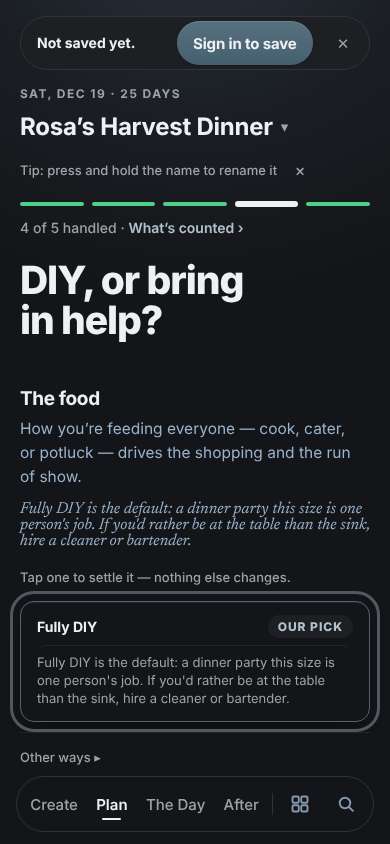 Not saved yet.
Sign in to save
×
SAT, DEC 19 · 25 DAYS
Rosa’s Harvest Dinner ▾
Tip: press and hold the name to rename it ×
4 of 5 handled · What’s counted ›
DIY, or bring
in help?
The food
How you’re feeding everyone — cook, cater,
or potluck — drives the shopping and the run
of show.
Fully DIY is the default: a dinner party this size is one
person's job. If you'd rather be at the table than the sink,
hire a cleaner or bartender.
Tap one to settle it — nothing else changes.
Fully DIY
OUR PICK
Fully DIY is the default: a dinner party this size is
one person's job. If you'd rather be at the table
than the sink, hire a cleaner or bartender.
Other ways ▸
Create Plan The Day After